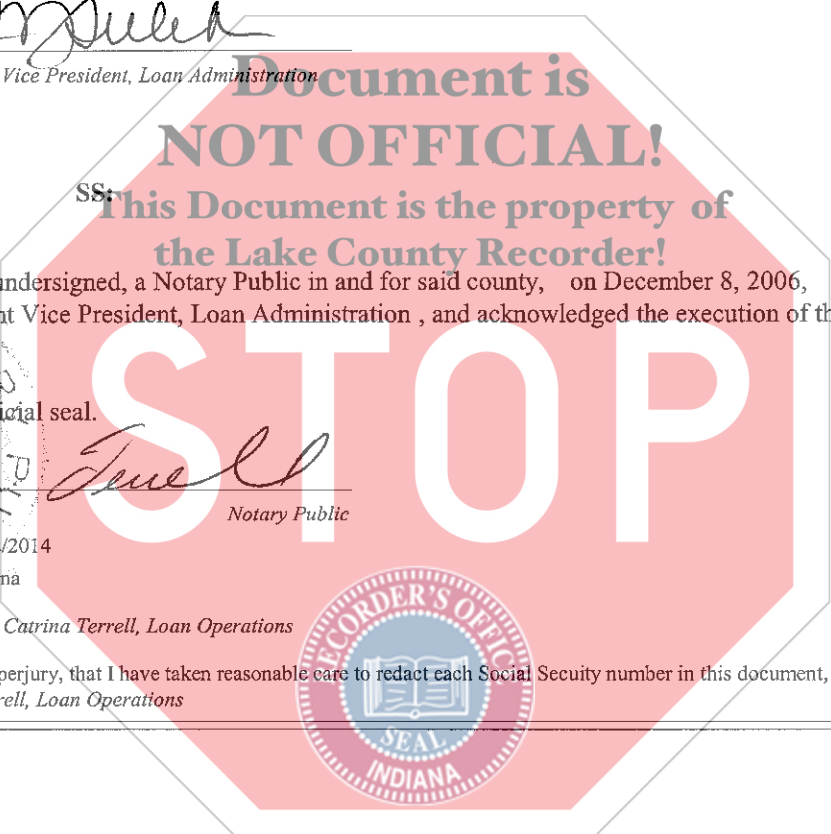 Vice President, Loan Administration
Document is
NOT OFFICIAL!
SS:
This Document is the property of
the Lake County Recorder!
ndersigned, a Notary Public in and for said county, on December 8, 2006,
nt Vice President, Loan Administration , and acknowledged the execution of th
STOP
icial seal.
Notary Public
/2014
na
Catrina Terrell, Loan Operations
RECORDER'S OFFIC
perjury, that I have taken reasonable care to redact each Social Secuity number in this document,
rell, Loan Operations
SEAL
INDIANA